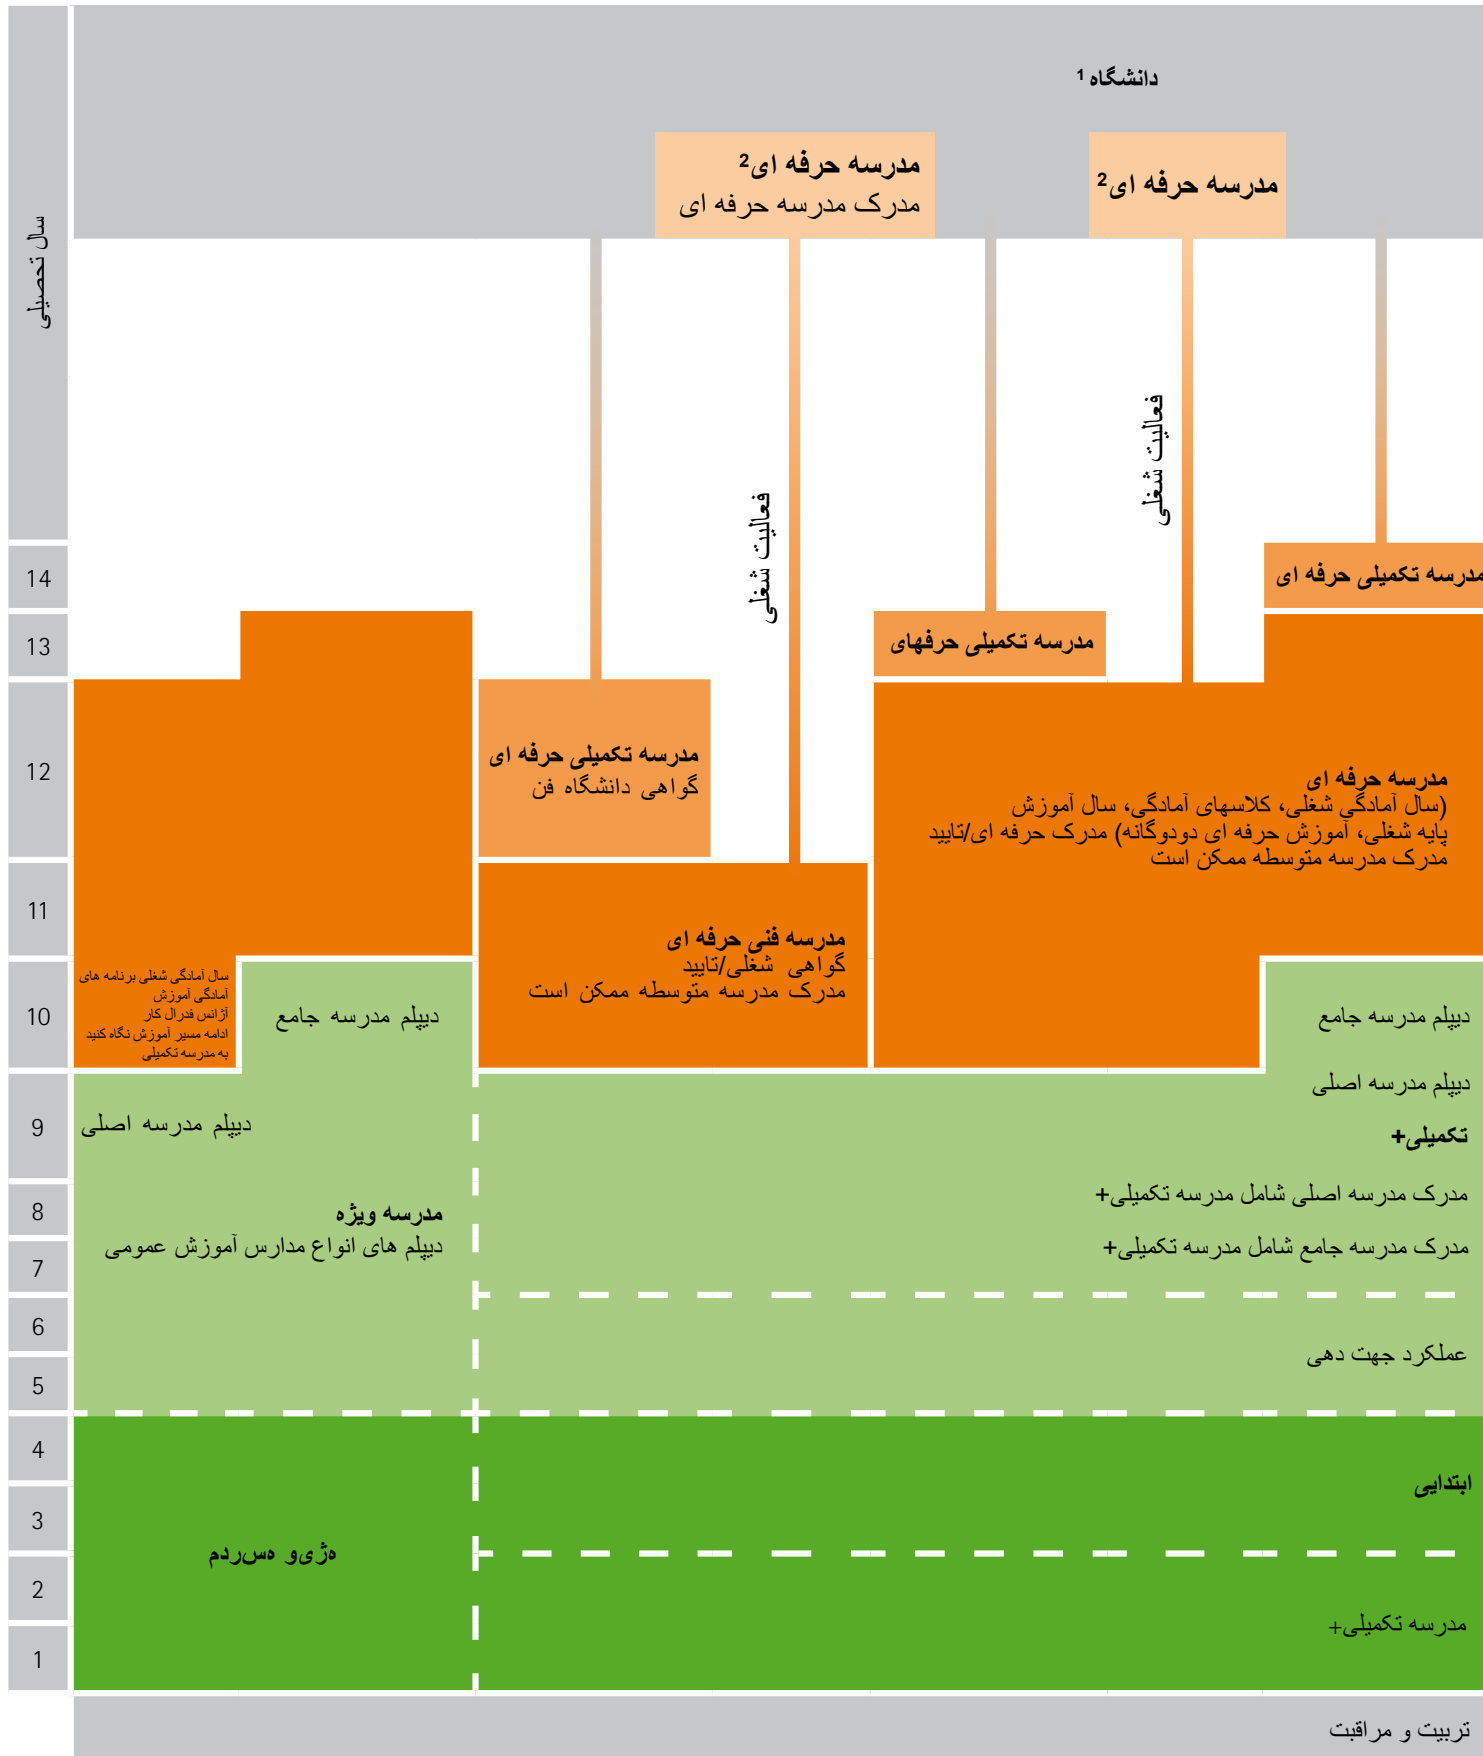 دانشگاه ¹
مدرسه حرفه ای²
مدرسه حرفه ای²
مدرک مدرسه حرفه ای
سال تحصیلی
فعالیت شغلی
فعالیت شغلی
14
مدرسه تکمیلی حرفه ای
13
مدرسه تکمیلی حرفهای
12
مدرسه حرفه ای
(سال آمادگی شغلی، کلاسهای آمادگی، سال آموزش
پایه شغلی، آموزش حرفه ای دودوگانه) مدرک حرفه ای/تایید
مدرک مدرسه متوسطه ممکن است
مدرسه تکمیلی حرفه ای
گواهی دانشگاه فن
11
مدرسه فنی حرفه ای
گواهی شغلی/تایید
مدرک مدرسه متوسطه ممکن است
10
دیپلم مدرسه جامع
دیپلم مدرسه جامع
سال آمادگی شغلی برنامه های
آمادگی آموزش
آژانس فدرال کار
ادامه مسیر آموزش نگاه کنید
به مدرسه تکمیلی
دیپلم مدرسه اصلی
9
تکمیلی+
دیپلم مدرسه اصلی
8
مدرک مدرسه اصلی شامل مدرسه تکمیلی+
مدرک مدرسه جامع شامل مدرسه تکمیلی+
مدرسه ویژه
دیپلم های انواع مدارس آموزش عمومی
7
6
عملکرد جهت دهی
5
4
ابتدایی
3
هژیو هسردم
2
مدرسه تکمیلی+
1
تربیت و مراقبت